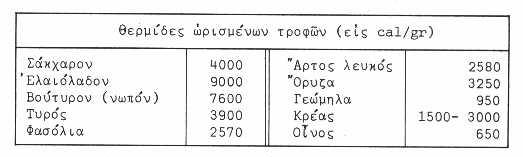 θερμίδες ὡρισμένων τροφῶν (εἰς cal/gr)
Σάκχαρον 4000 Ἄρτος λευκός 2580
Ἐλαιόλαδον 9000 Ὄρυζα 3250
Βούτυρον (νωπόν) 7600 Γεώμηλα 950
Τυρός 3900 Κρέας 1500- 3000
Φασόλια 2570 Οἶνος 650